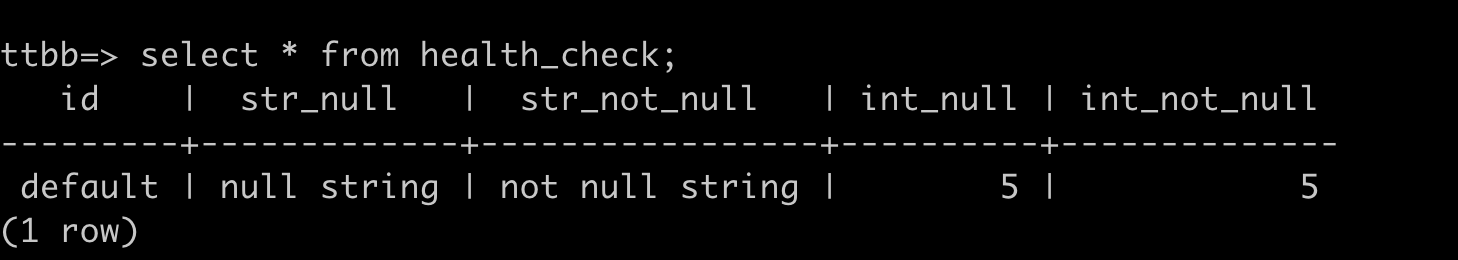 ttbb=> select * from health_check;
   id    |  str_null   |  str_not_null   | int_null | int_not_null
---------+-------------+-----------------+----------+--------------
 default | null string | not null string |        5 |            5
(1 row)